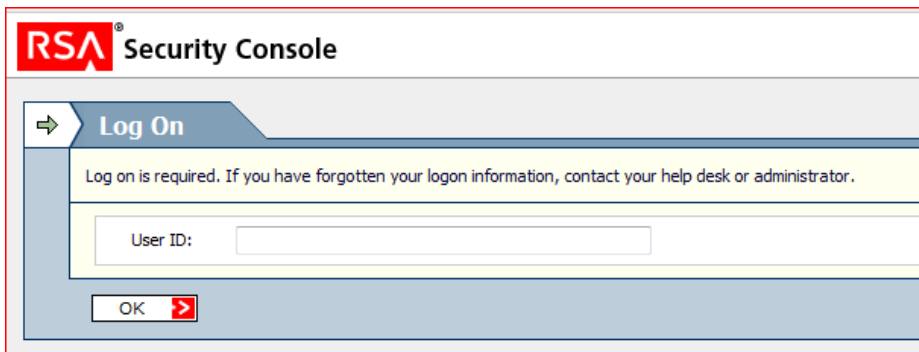 RSA® Security Console
Log On
Log on is required. If you have forgotten your logon information, contact your help desk or administrator.
User ID:
OK